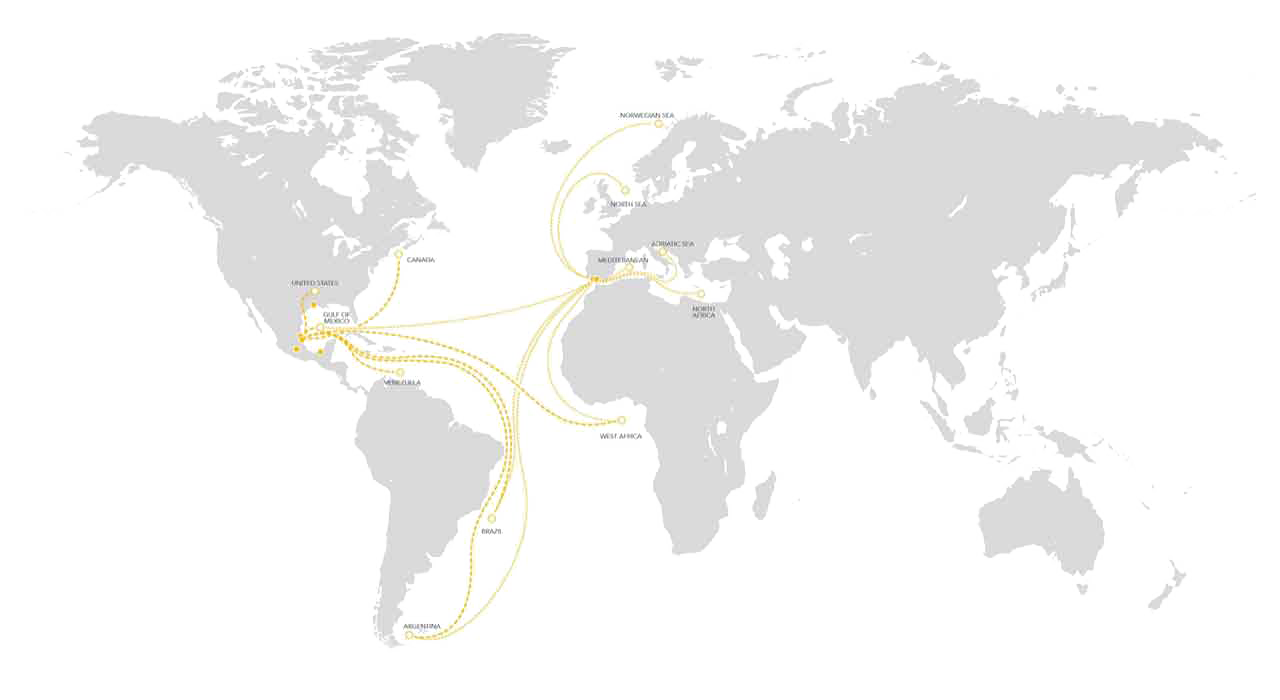 NORWEGIAN SEA
NORTH SEA
ADRIATIC SEA
CANADA
MEDITERANEAN
UNITED STATES
NORTH
AFRICA
GULF OF
MEXICO
VENEZUELA
WEST AFRICA
BRAZIL
ARGENTINA